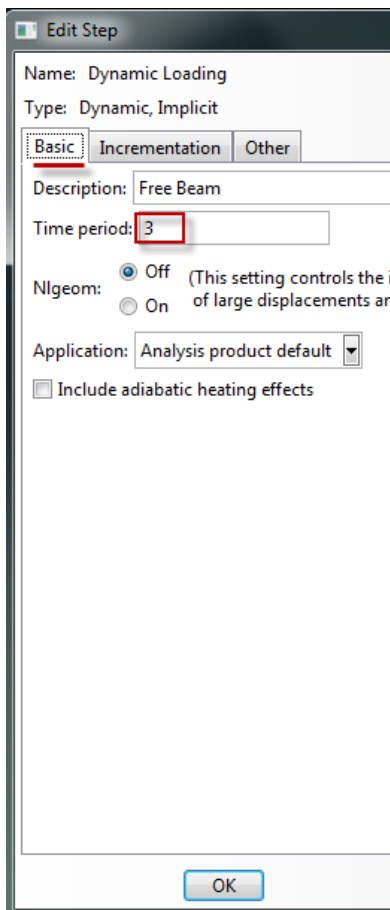 Edit Step
Name: Dynamic Loading
Type: Dynamic, Implicit
Basic Incrementation Other
Description: Free Beam
Time period: 3
Nlgeom: Off (This setting controls the
On of large displacements
Application: Analysis product default
Include adiabatic heating effects
OK